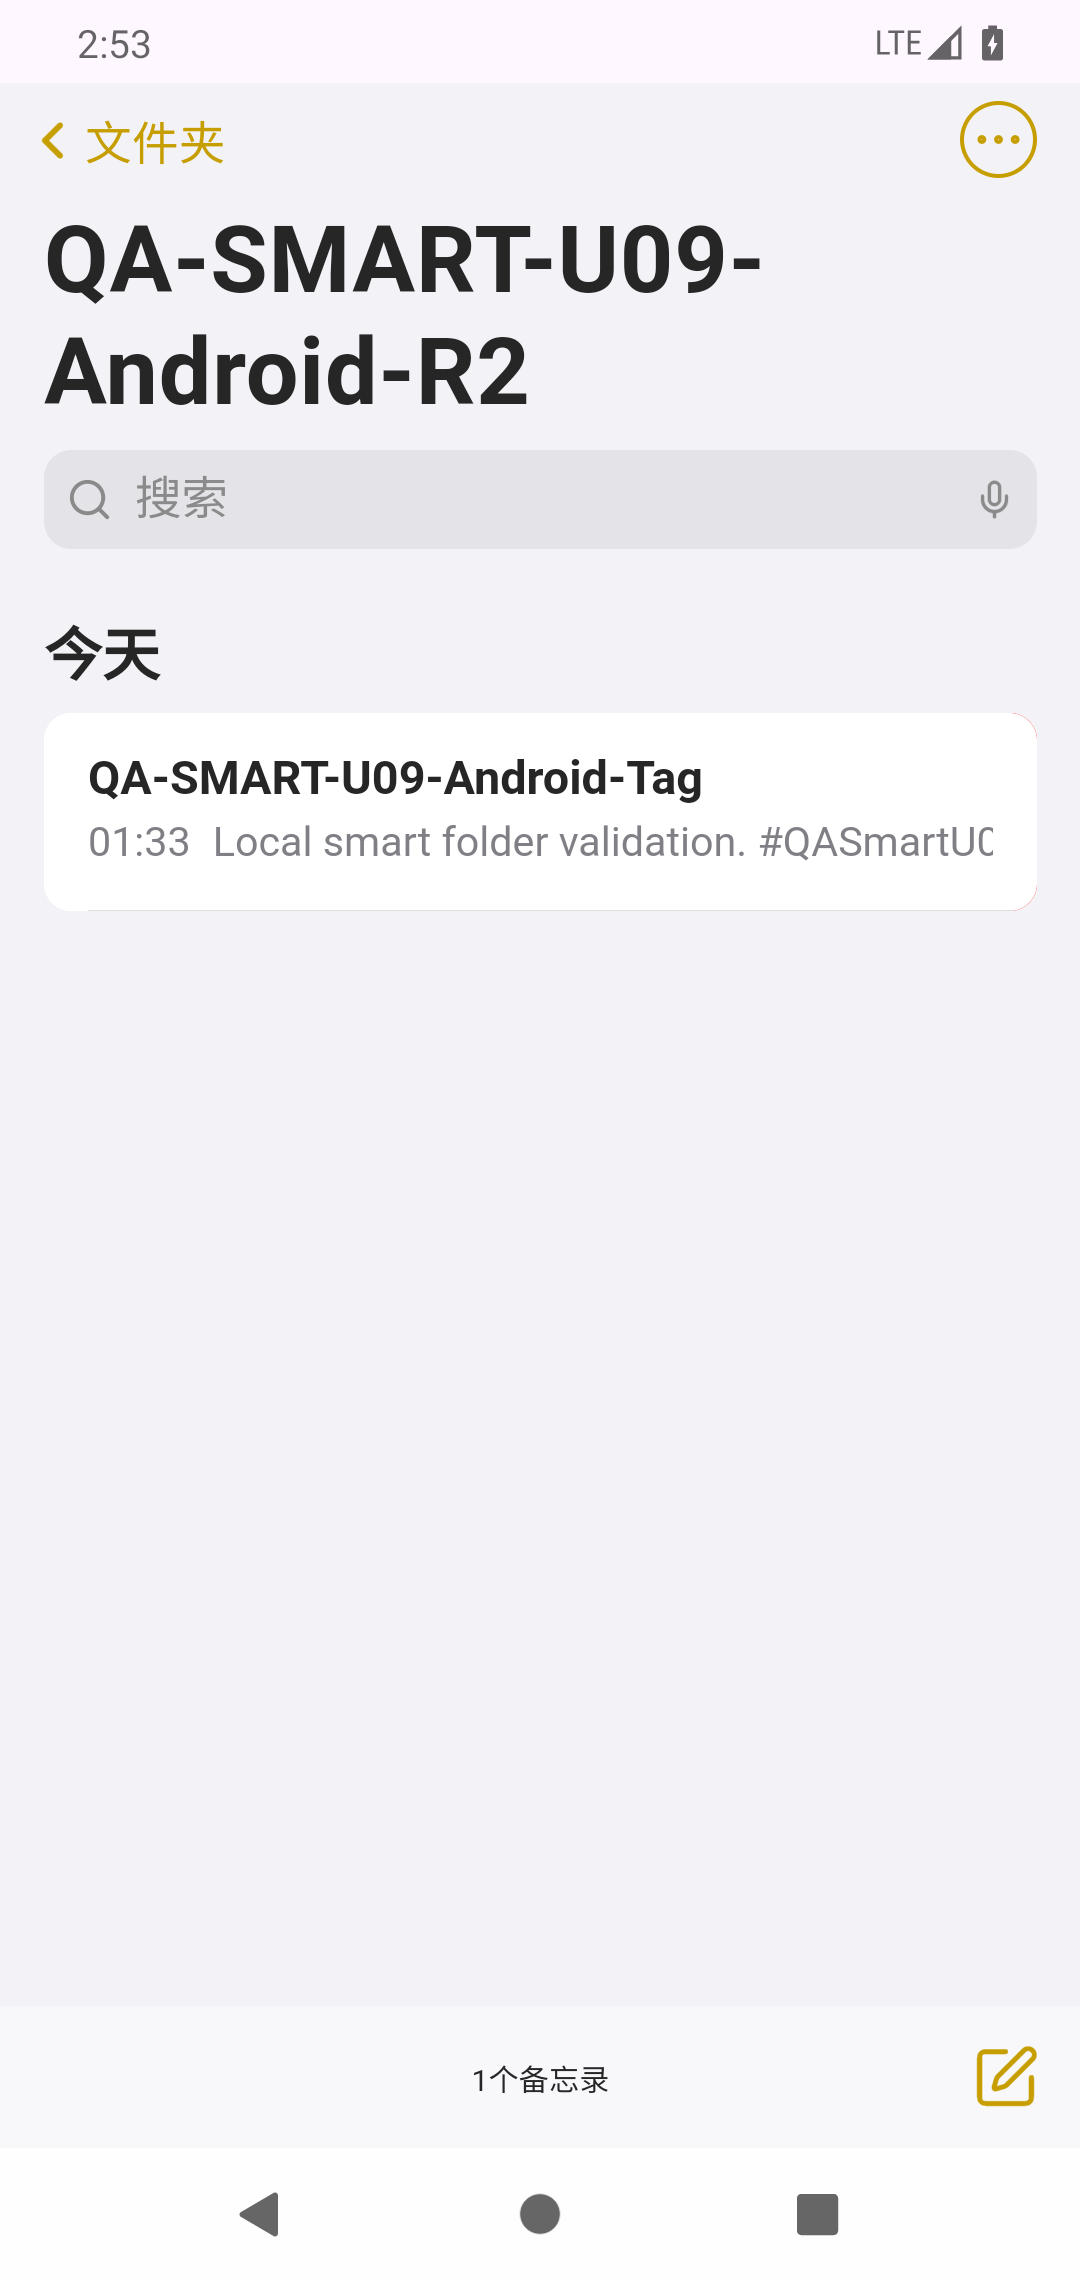 2:53 LTE
文件夹
QA-SMART-U09-
Android-R2
搜索
今天
QA-SMART-U09-Android-Tag
01:33 Local smart folder validation. #QASmartU
1个备忘录